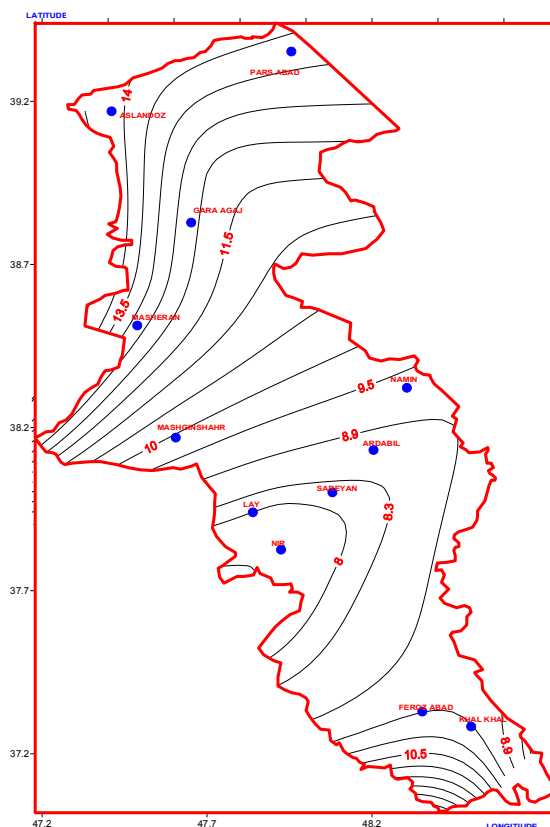 LATITUDE
PARS ABAD
39.2
14
ASLANDOZ
GARA AGAJ
11.5
38.7
13.5
MASHERAN
NAMIN
9.5
38.2
MASHGINSHAHR
8.9
10
ARDABIL
SAREYAN
LAY
8.3
NIR
8
37.7
FEROZ ABAD
KHAL KHAL
8.9
37.2
10.5
47.2
47.7
48.2
LONGITIUDE